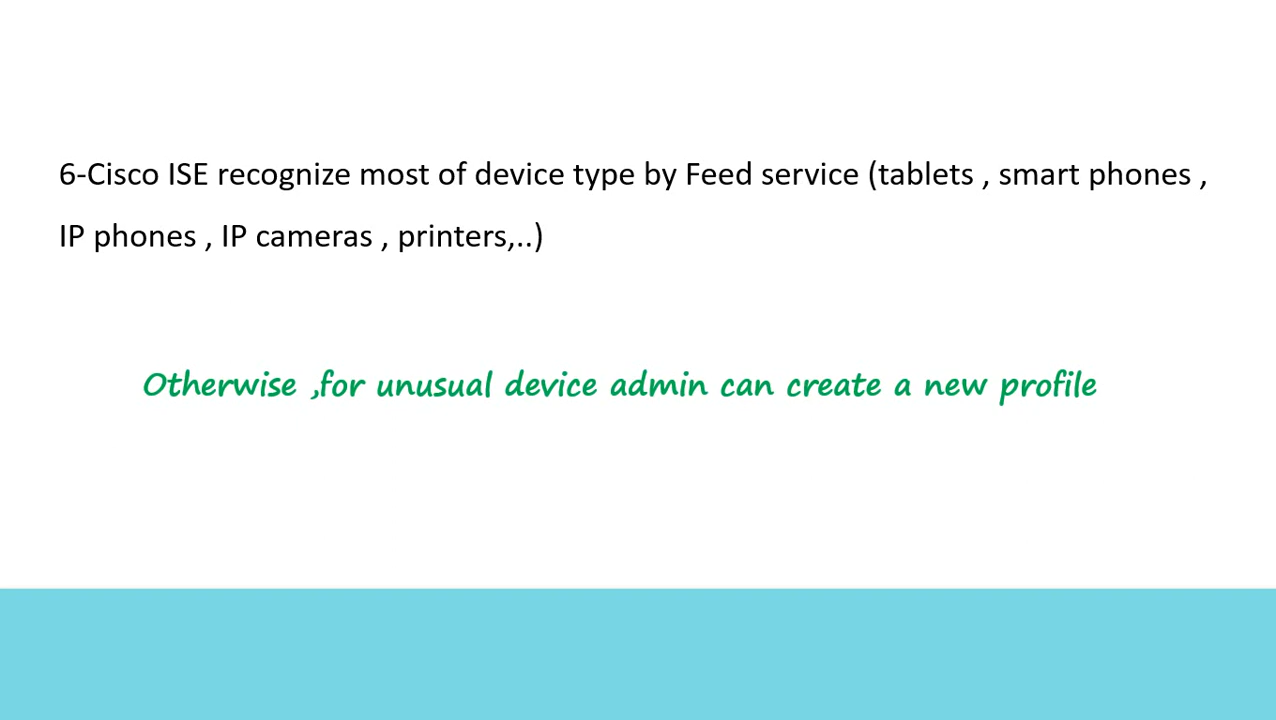 6-Cisco ISE recognize most of device type by Feed service (tablets , smart phones ,
IP phones , IP cameras , printers,..)
Otherwise ,for unusual device admin can create a new profile